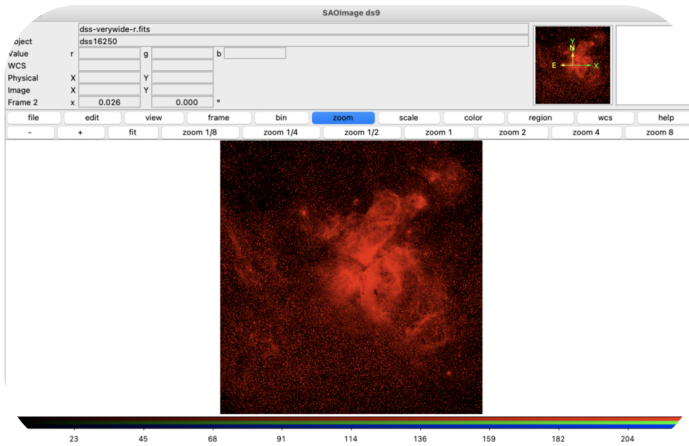 SAOImage ds9
dss-verywide-r.fits
bject dss16250
alue r g b
WCS
Physical X Y
Image X Y
Frame 2 x 0.026 0.000 °
Y
N
E X
file edit view frame bin zoom scale color region wcs help
- + fit zoom 1/8 zoom 1/4 zoom 1/2 zoom 1 zoom 2 zoom 4 zoom 8
23 45 68 91 114 136 159 182 204